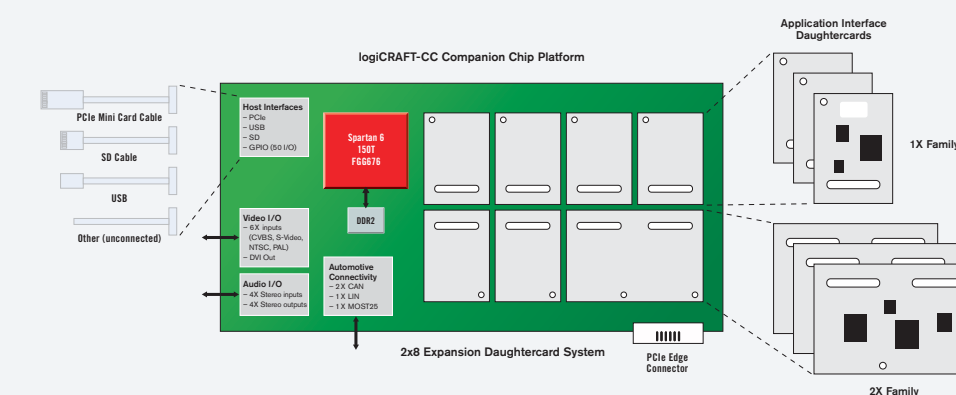 Application Interface
Daughtercards
logiCRAFT-CC Companion Chip Platform
PCIe Mini Card Cable
SD Cable
USB
Other (unconnected)
Host Interfaces
– PCIe
– USB
– SD
– GPIO (50 I/O)
Spartan 6
150T
FGG676
DDR2
Video I/O
– 6X inputs
(CVBS, S-Video,
NTSC, PAL)
– DVI Out
Audio I/O
– 4X Stereo inputs
– 4X Stereo outputs
Automotive
Connectivity
– 2X CAN
– 1X LIN
– 1X MOST25
1X Family
2x8 Expansion Daughtercard System
PCIe Edge
Connector
2X Family